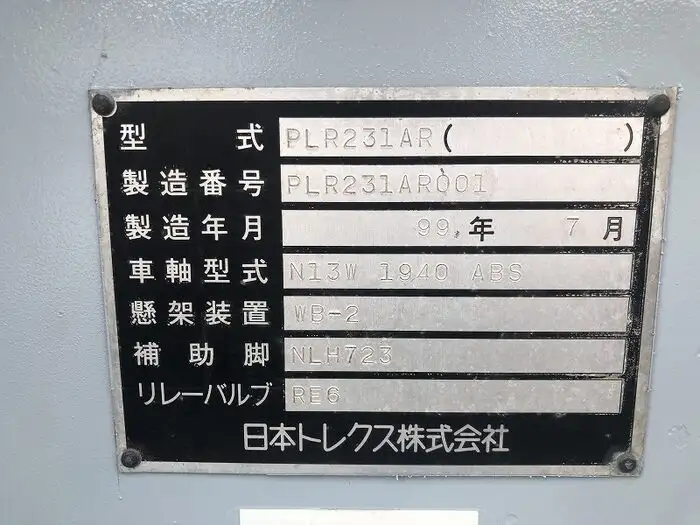 型式 PLR231AR( )
製造番号 PLR231AR001
製造年月 99年 7月
車軸型式 N13W 1940 ABS
懸架装置 WB-2
補助脚 NLH723
リレーバルブ RE6
日本トレクス株式会社